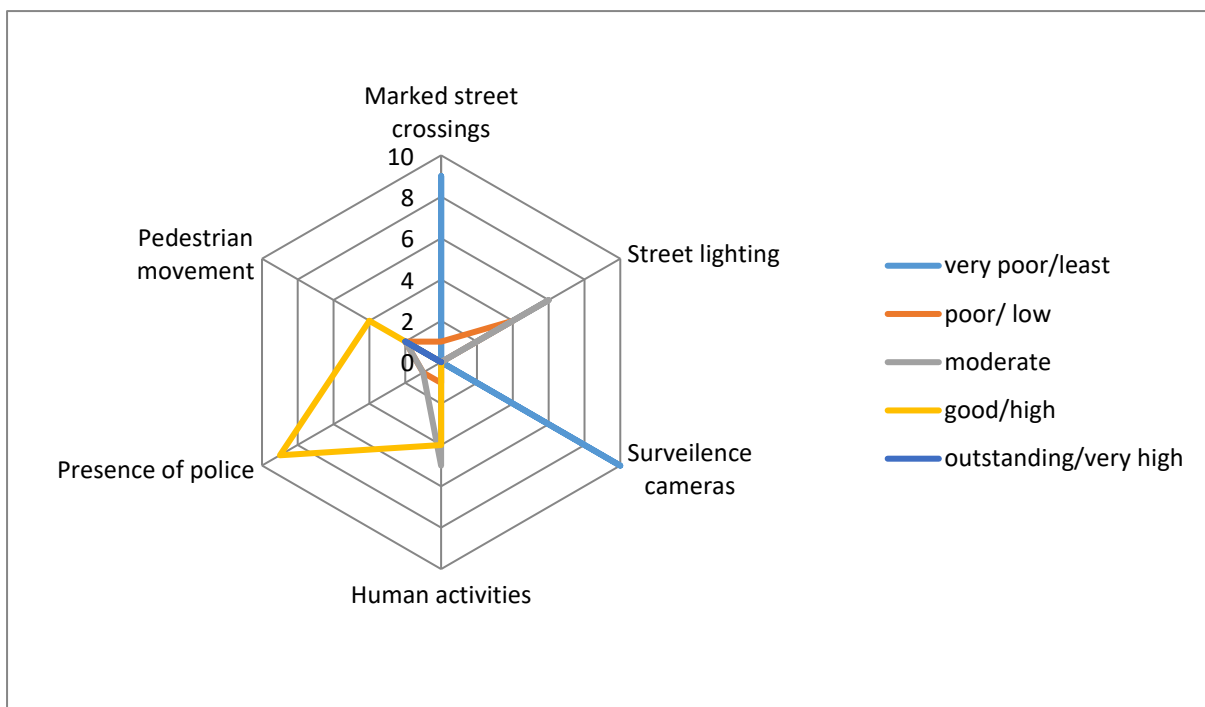 Marked street
crossings
10
8
6
4
2
0
Street lighting
Surveilence
cameras
Human activities
Presence of police
Pedestrian
movement
very poor/least
poor/ low
moderate
good/high
outstanding/very high